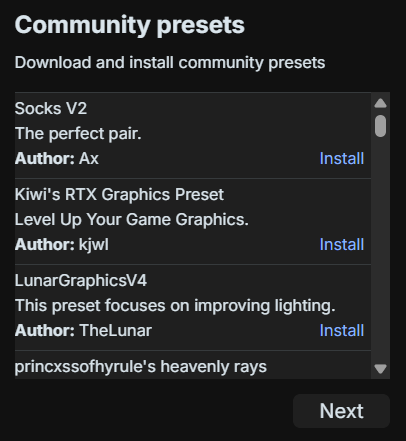 Community presets
Download and install community presets
Socks V2
The perfect pair.
Author: Ax
Install
Kiwi's RTX Graphics Preset
Level Up Your Game Graphics.
Author: kjwl
Install
LunarGraphicsV4
This preset focuses on improving lighting.
Author: TheLunar
Install
princxssofhyrule's heavenly rays
Next